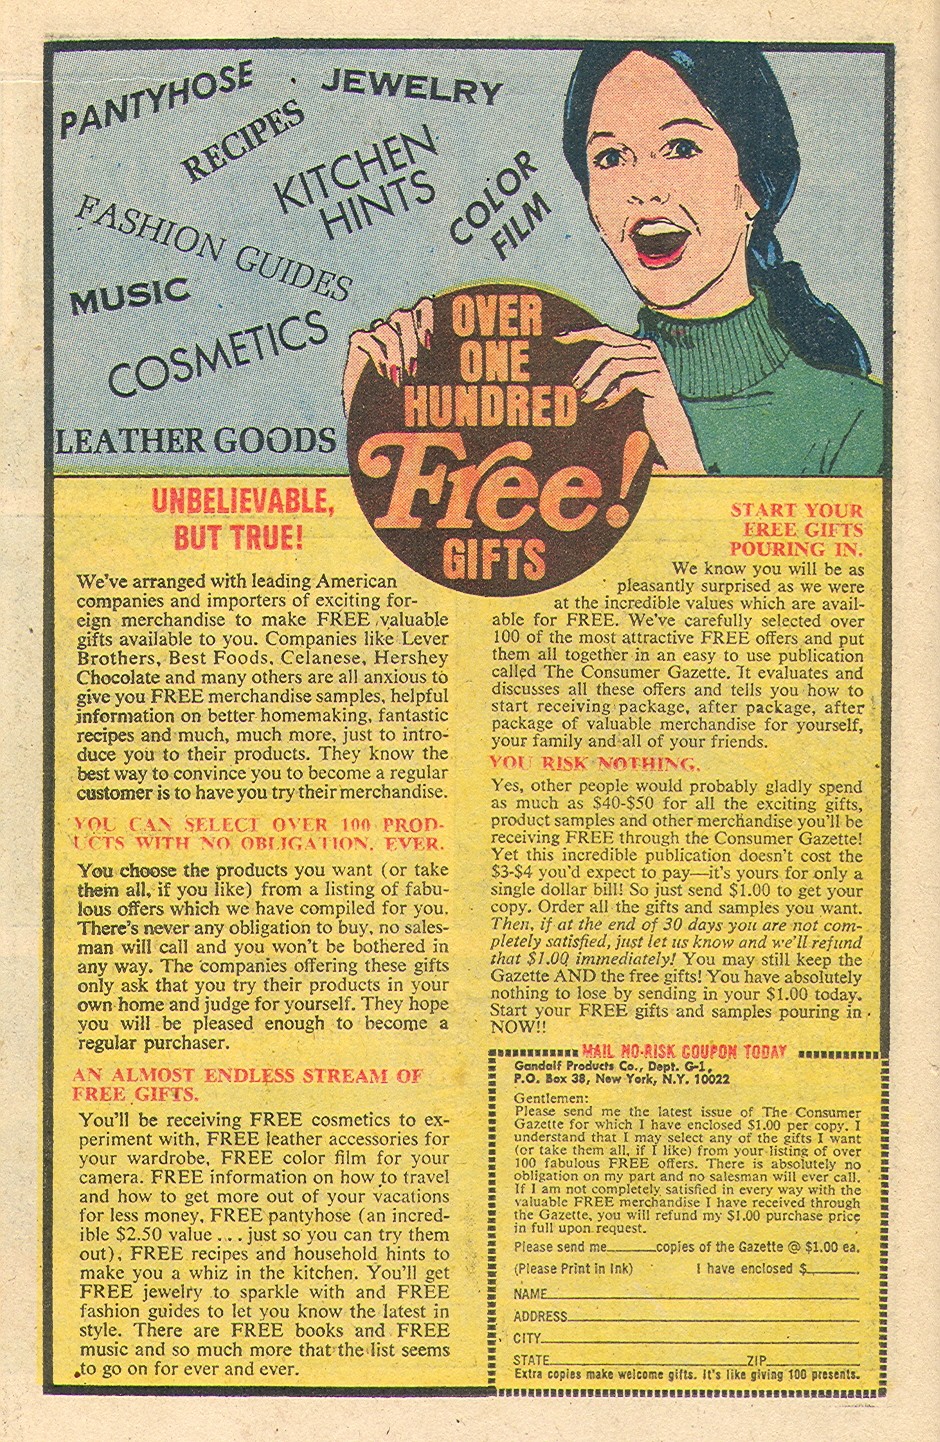 PANTYHOSE
JEWELRY
RECIPES
KITCHEN
HINTS
COLOR
FILM
FASHION GUIDES
MUSIC
COSMETICS
LEATHER GOODS
OVER
ONE
HUNDRED
Free!
GIFTS
UNBELIEVABLE,
BUT TRUE!
We've arranged with leading American
companies and importers of exciting for-
eign merchandise to make FREE valuable
gifts available to you. Companies like Lever
Brothers, Best Foods, Celanese, Hershey
Chocolate and many others are all anxious to
give you FREE merchandise samples, helpful
information on better homemaking, fantastic
recipes and much, much more, just to intro-
duce you to their products. They know the
best way to convince you to become a regular
customer is to have you try their merchandise.
YOU CAN SELECT OVER 100 PROD-
UCTS WITH NO OBLIGATION. EVER.
You choose the products you want (or take
them all, if you like) from a listing of fabu-
lous offers which we have compiled for you.
There's never any obligation to buy, no sales-
man will call and you won't be bothered in
any way. The companies offering these gifts
only ask that you try their products in your
own home and judge for yourself. They hope
you will be pleased enough to become a
regular purchaser.
AN ALMOST ENDLESS STREAM OF
FREE GIFTS.
You'll be receiving FREE cosmetics to ex-
periment with, FREE leather accessories for
your wardrobe, FREE color film for your
camera. FREE information on how to travel
and how to get more out of your vacations
for less money, FREE pantyhose (an incred-
ible $2.50 value . . . just so you can try them
out), FREE recipes and household hints to
make you a whiz in the kitchen. You'll get
FREE jewelry to sparkle with and FREE
fashion guides to let you know the latest in
style. There are FREE books and FREE
music and so much more that the list seems
to go on for ever and ever.
START YOUR
FREE GIFTS
POURING IN.
We know you will be as
pleasantly surprised as we were
at the incredible values which are avail-
able for FREE. We've carefully selected over
100 of the most attractive FREE offers and put
them all together in an easy to use publication
called The Consumer Gazette. It evaluates and
discusses all these offers and tells you how to
start receiving package, after package, after
package of valuable merchandise for yourself,
your family and all of your friends.
YOU RISK NOTHING.
Yes, other people would probably gladly spend
as much as $40-$50 for all the exciting gifts,
product samples and other merchandise you'll be
receiving FREE through the Consumer Gazette!
Yet this incredible publication doesn't cost the
$3-$4 you'd expect to pay—it's yours for only a
single dollar bill! So just send $1.00 to get your
copy. Order all the gifts and samples you want.
Then, if at the end of 30 days you are not com-
pletely satisfied, just let us know and we'll refund
that $1.00 immediately! You may still keep the
Gazette AND the free gifts! You have absolutely
nothing to lose by sending in your $1.00 today.
Start your FREE gifts and samples pouring in
NOW!!
MAIL NO-RISK COUPON TODAY
Gandalf Products Co., Dept. G-1,
P.O. Box 38, New York, N.Y. 10022
Gentlemen:
Please send me the latest issue of The Consumer
Gazette for which I have enclosed $1.00 per copy. I
understand that I may select any of the gifts I want
(or take them all, if I like) from your listing of over
100 fabulous FREE offers. There is absolutely no
obligation on my part and no salesman will ever call.
If I am not completely satisfied in every way with the
valuable FREE merchandise I have received through
the Gazette, you will refund my $1.00 purchase price
in full upon request.
Please send me______copies of the Gazette @ $1.00 ea.
(Please Print in Ink) I have enclosed $______.
NAME
ADDRESS
CITY
STATE ZIP
Extra copies make welcome gifts. It's like giving 100 presents.